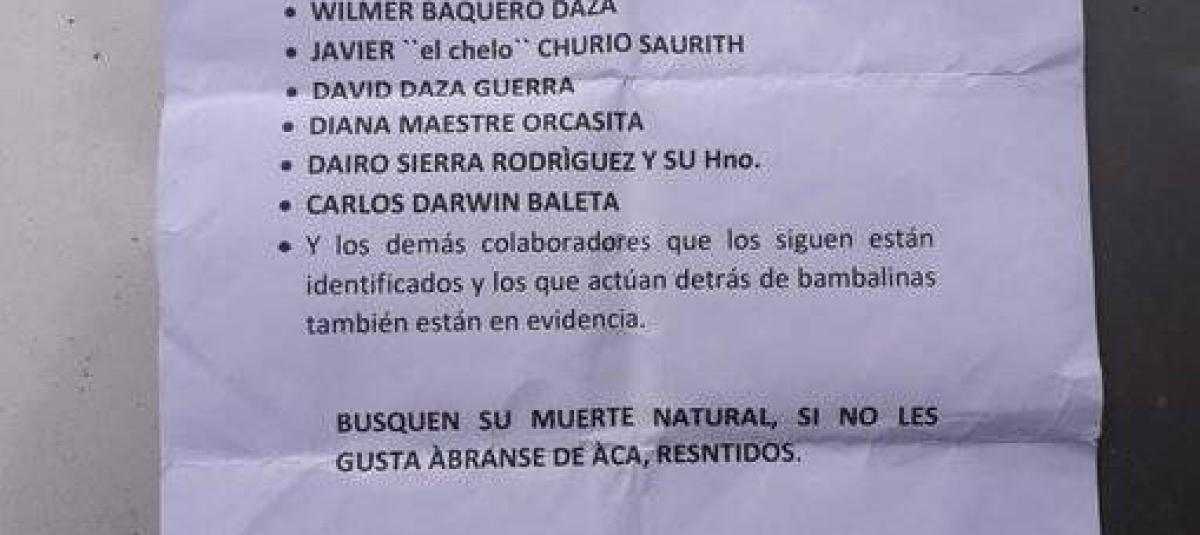 • WILMER BAQUERO DAZA
• JAVIER ``el chelo`` CHURIO SAURITH
• DAVID DAZA GUERRA
• DIANA MAESTRE ORCASITA
• DAIRO SIERRA RODRÌGUEZ Y SU Hno.
• CARLOS DARWIN BALETA
• Y los demás colaboradores que los siguen están
identificados y los que actúan detrás de bambalinas
también están en evidencia.
BUSQUEN SU MUERTE NATURAL, SI NO LES
GUSTA ÀBRANSE DE ÀCA, RESNTIDOS.